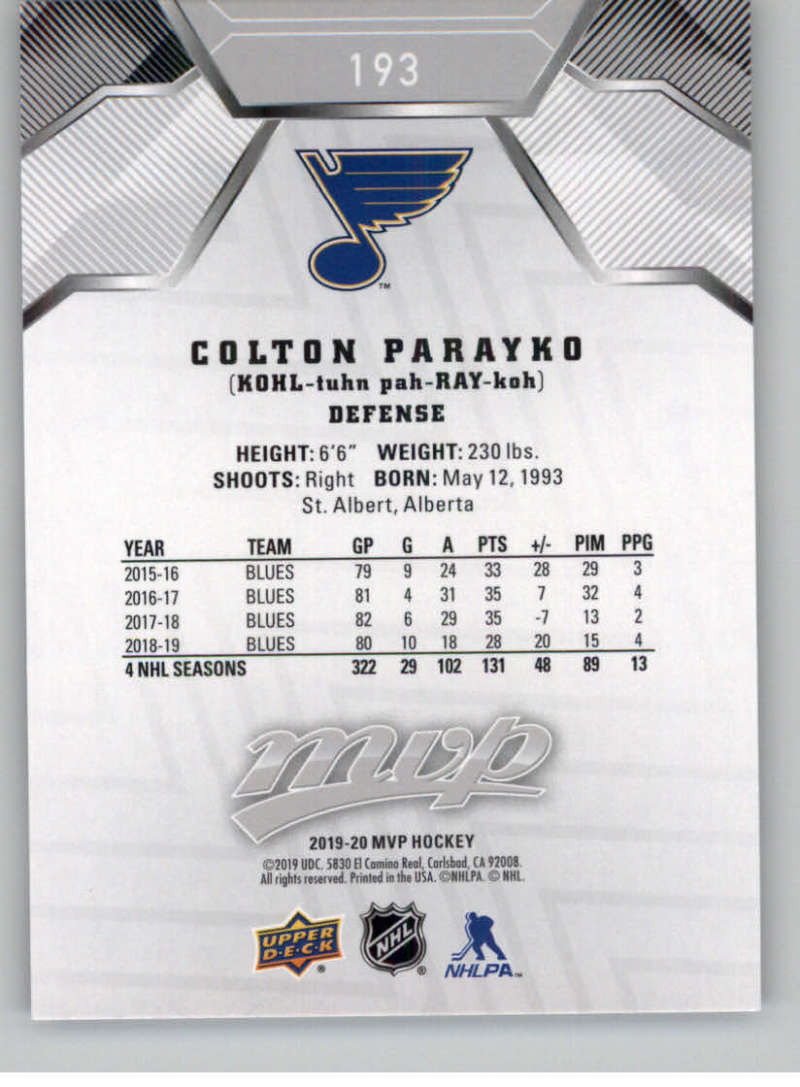 193
TM
COLTON PARAYKO
(KOHL-tuhn pah-RAY-koh)
DEFENSE
HEIGHT: 6'6" WEIGHT: 230 lbs.
SHOOTS: Right BORN: May 12, 1993
St. Albert, Alberta
YEAR TEAM GP G A PTS +/- PIM PPG
2015-16 BLUES 79 9 24 33 28 29 3
2016-17 BLUES 81 4 31 35 7 32 4
2017-18 BLUES 82 6 29 35 -7 13 2
2018-19 BLUES 80 10 18 28 20 15 4
4 NHL SEASONS 322 29 102 131 48 89 13
mvp
2019-20 MVP HOCKEY
©2019 UDC. 5830 El Camino Real, Carlsbad, CA 92008.
All rights reserved. Printed in the USA. ©NHLPA. © NHL.
UPPER
D·E·C·K ®
NHL ®
NHLPA™